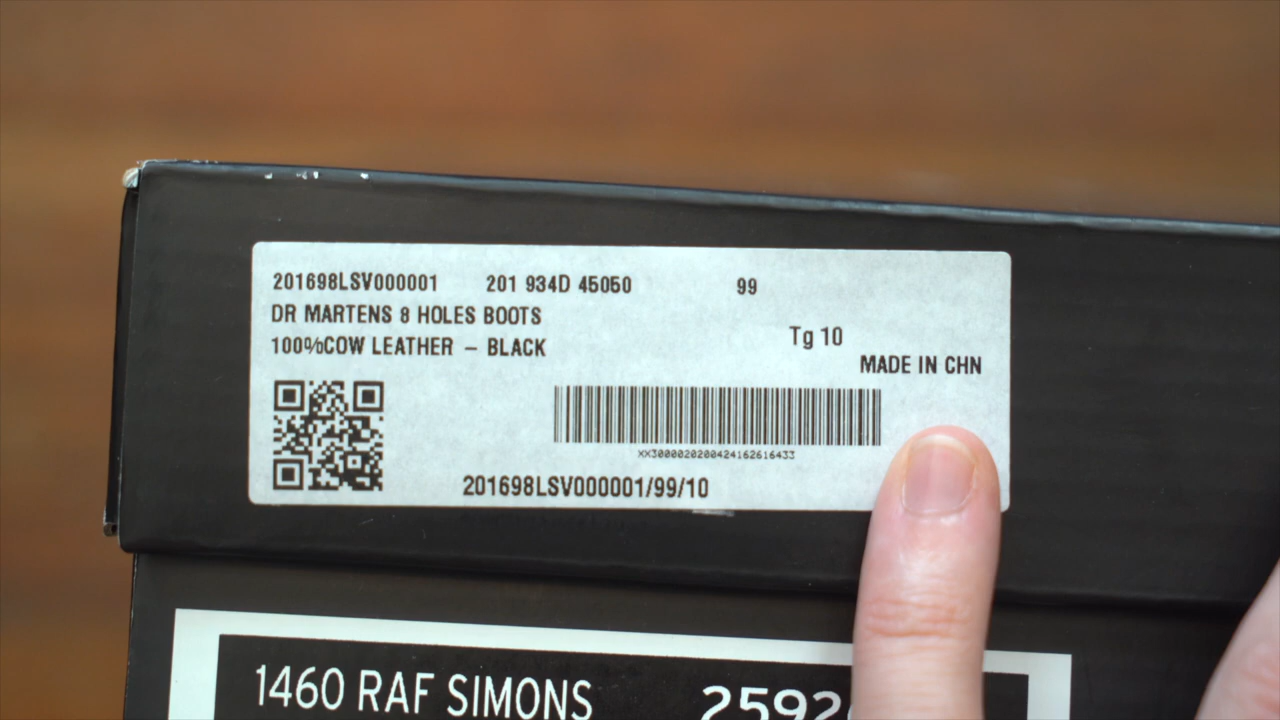 201698LSV000001 201 934D 45050 99
DR MARTENS 8 HOLES BOOTS
Tg 10
100%COW LEATHER – BLACK
MADE IN CHN
XX3000020200424162616433
201698LSV000001/99/10
1460 RAF SIMONS